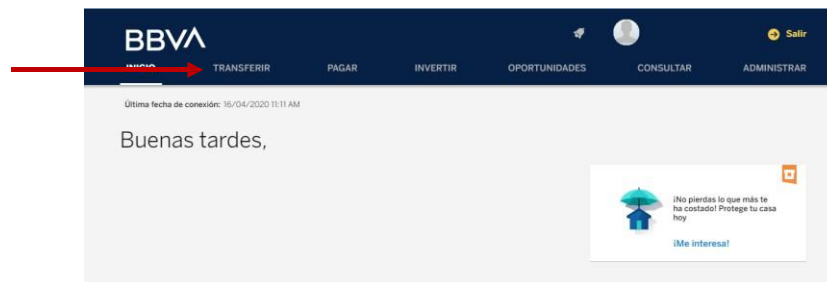 BBVA
Salir
INICIO TRANSFERIR PAGAR INVERTIR OPORTUNIDADES CONSULTAR ADMINISTRAR
Última fecha de conexión: 16/04/2020 11:11 AM
Buenas tardes,
¡No pierdas lo que más te
ha costado! Protege tu casa
hoy
¡Me interesa!